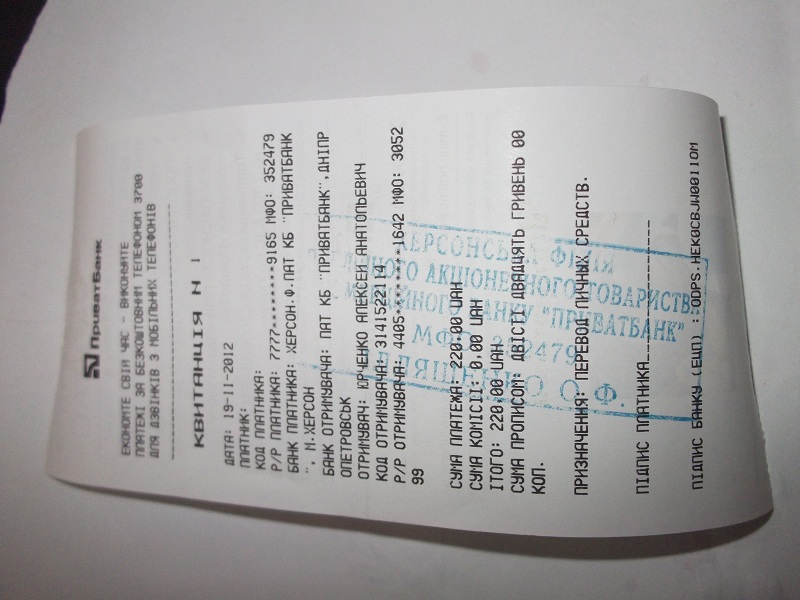 ПриватБанк
ЕКОНОМТЕ СВІЙ ЧАС - ВИКОНУЙТЕ
ПЛАТЕЖІ ЗА БЕЗКОШТОВНИМ ТЕЛЕФОНОМ 3700
ДЛЯ ДЗВІНКІВ З МОБІЛЬНИХ ТЕЛЕФОНІВ
КВИТАНЦІЯ N 1
ДАТА: 19-11-2012
ПЛАТНИК:
КОД ПЛАТНИКА:
Р/Р ПЛАТНИКА: 7777********9165 МФО: 352479
БАНК ПЛАТНИКА: ХЕРСОН.Ф.ПАТ КБ "ПРИВАТБАНК
", М.ХЕРСОН
БАНК ОТРИМУВАЧА: ПАТ КБ "ПРИВАТБАНК",ДНІПР
ОПЕТРОВСЬК
ОТРИМУВАЧ: ЮРЧЕНКО АЛЕКСЕЙ АНАТОЛЬЕВИЧ
КОД ОТРИМУВАЧА: 3141522114
Р/Р ОТРИМУВАЧА: 4405********1642 МФО: 3052
99
СУМА ПЛАТЕЖА: 220.00 UAH
СУМА КОМІСІЇ: 0.00 UAH
ІТОГО: 220.00 UAH
СУМА ПРОПИСОМ: ДВІСТІ ДВАДЦЯТЬ ГРИВЕНЬ 00
КОП.
ПРИЗНАЧЕННЯ: ПЕРЕВОД ЛИЧНЫХ СРЕДСТВ.
ПІДПИС ПЛАТНИКА
ПІДПИС БАНКУ (ЕЦП) : ODPS.HEK0CBJW0011OM
ХЕРСОНСЬКА ФІЛІЯ
АКЦІОНЕРНОГО ТОВАРИСТВА
БАНКУ "ПРИВАТБАНК"
МФО 352479
ЛЯЩЕНКО О.Ф.